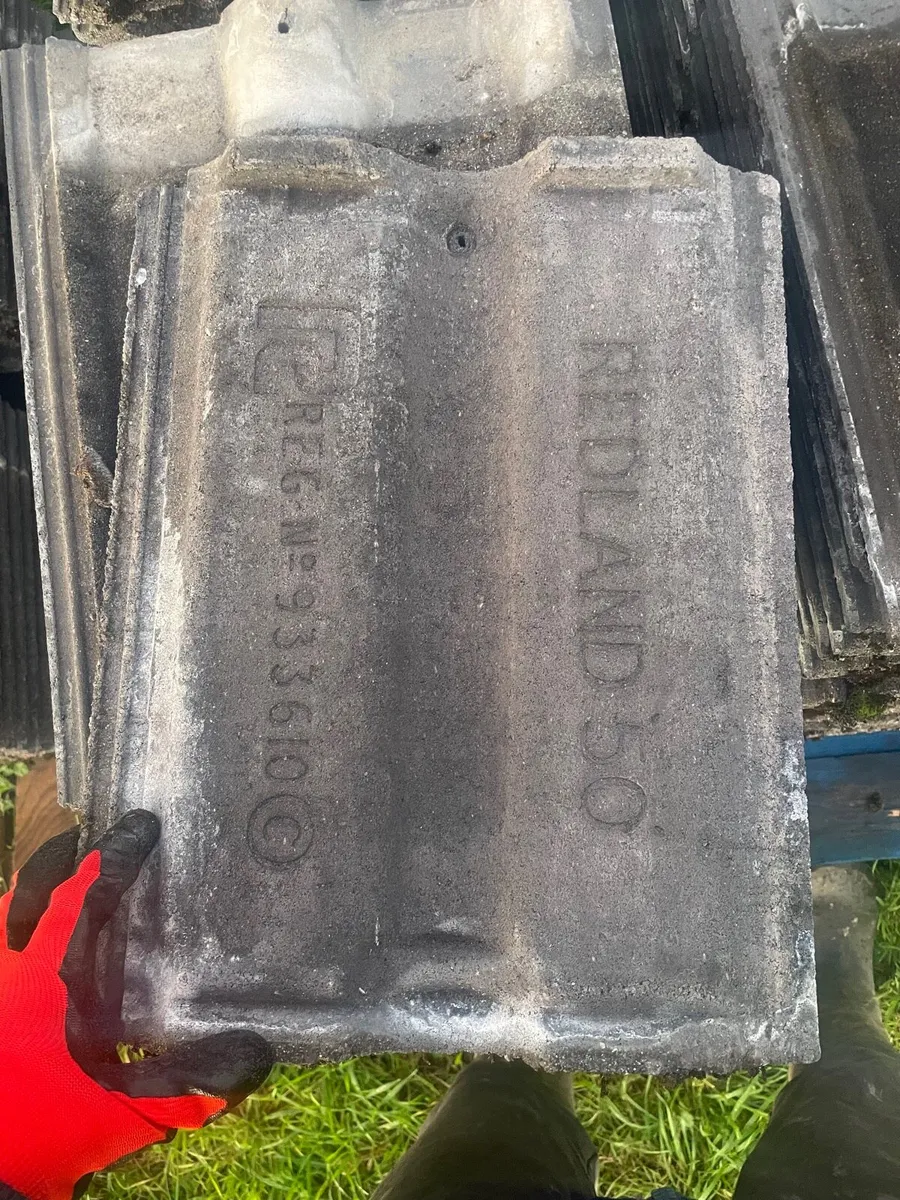 REDLAND '50'
REG. Nº 933610 ©